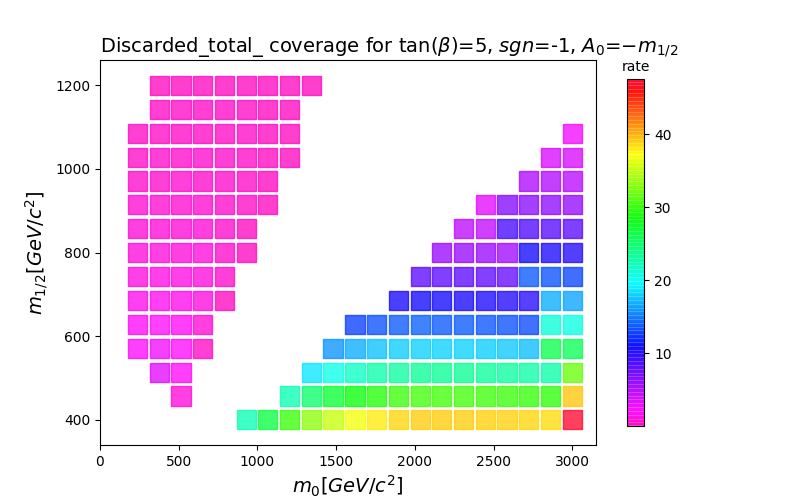 Discarded_total_ coverage for tan(β)=5, sgn=-1, A₀=−m₁/₂
rate
1200
1000
800
600
400
m₁/₂[GeV/c²]
40
30
20
10
0 500 1000 1500 2000 2500 3000
m₀[GeV/c²]